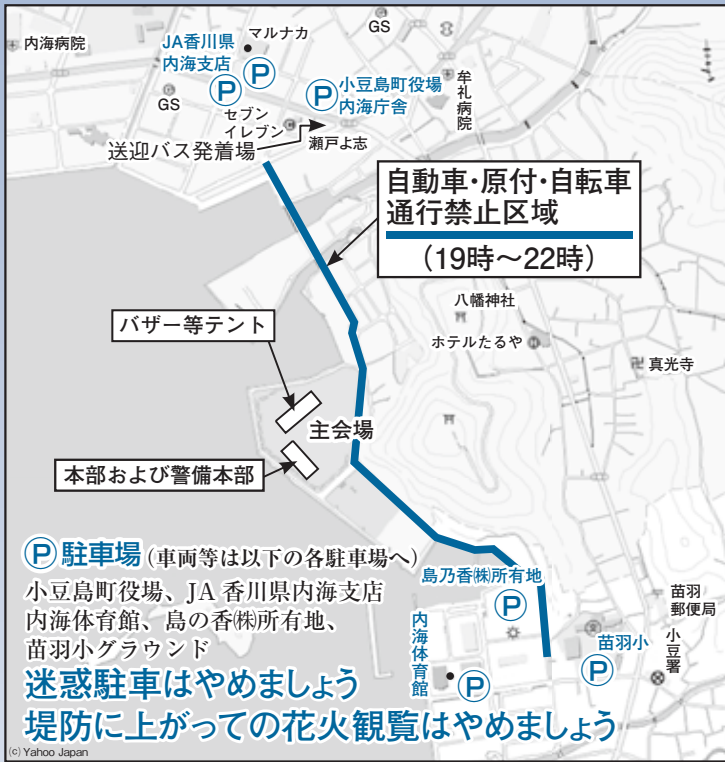 内海病院
JA香川県
内海支店
マルナカ
GS
P
P
P
小豆島町役場
内海庁舎
牟礼
病院
GS
セブン
イレブン
瀬戸よ志
送迎バス発着場
自動車・原付・自転車
通行禁止区域
(19時〜22時)
八幡神社
バザー等テント
ホテルたるや
真光寺
主会場
本部および警備本部
P 駐車場 (車両等は以下の各駐車場へ)
小豆島町役場、JA 香川県内海支店
内海体育館、島の香㈱所有地、
苗羽小グラウンド
島乃香㈱所有地
P
苗羽
郵便局
内海体育館
苗羽小
P
小豆署
P
迷惑駐車はやめましょう
堤防に上がっての花火観覧はやめましょう
(c) Yahoo Japan